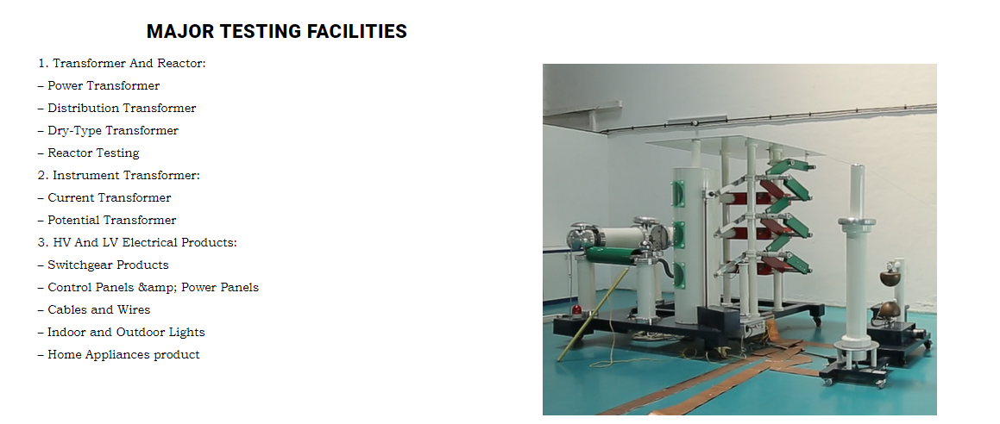 MAJOR TESTING FACILITIES
1. Transformer And Reactor:
– Power Transformer
– Distribution Transformer
– Dry-Type Transformer
– Reactor Testing
2. Instrument Transformer:
– Current Transformer
– Potential Transformer
3. HV And LV Electrical Products:
– Switchgear Products
– Control Panels &amp; Power Panels
– Cables and Wires
– Indoor and Outdoor Lights
– Home Appliances product